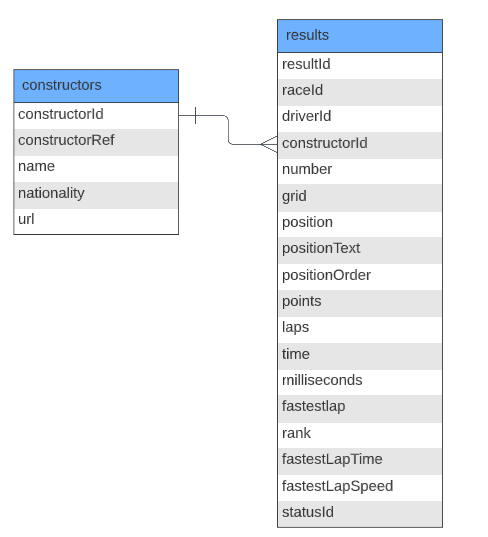 constructors
constructorId
constructorRef
name
nationality
url
results
resultId
raceId
driverId
constructorId
number
grid
position
positionText
positionOrder
points
laps
time
milliseconds
fastestlap
rank
fastestLapTime
fastestLapSpeed
statusId